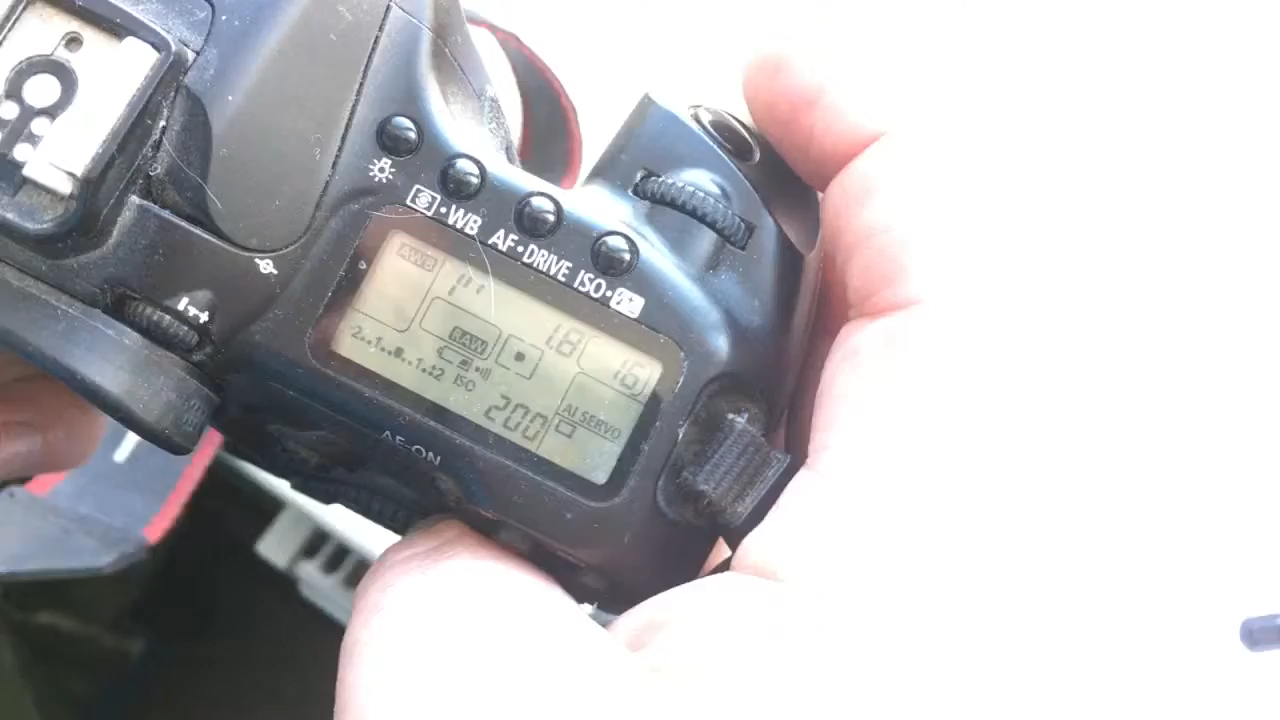 WB AF•DRIVE ISO•
AWB
1"
1.8
16
RAW
2..1..0..1..2
ISO
200
AI SERVO
AF-ON